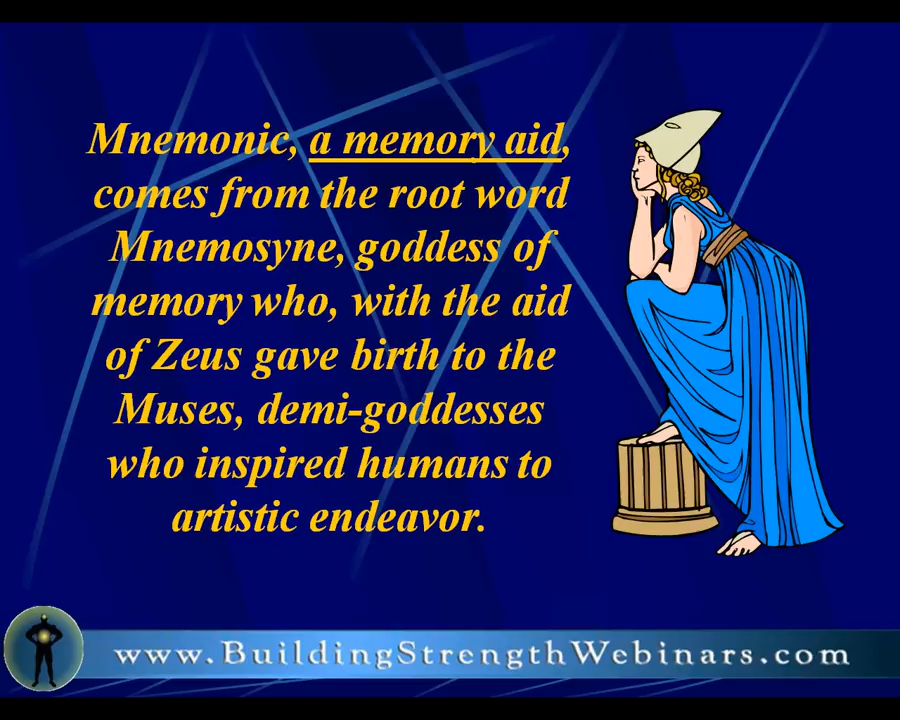 Mnemonic, a memory aid,
comes from the root word
Mnemosyne, goddess of
memory who, with the aid
of Zeus gave birth to the
Muses, demi-goddesses
who inspired humans to
artistic endeavor.
www.BuildingStrengthWebinars.com